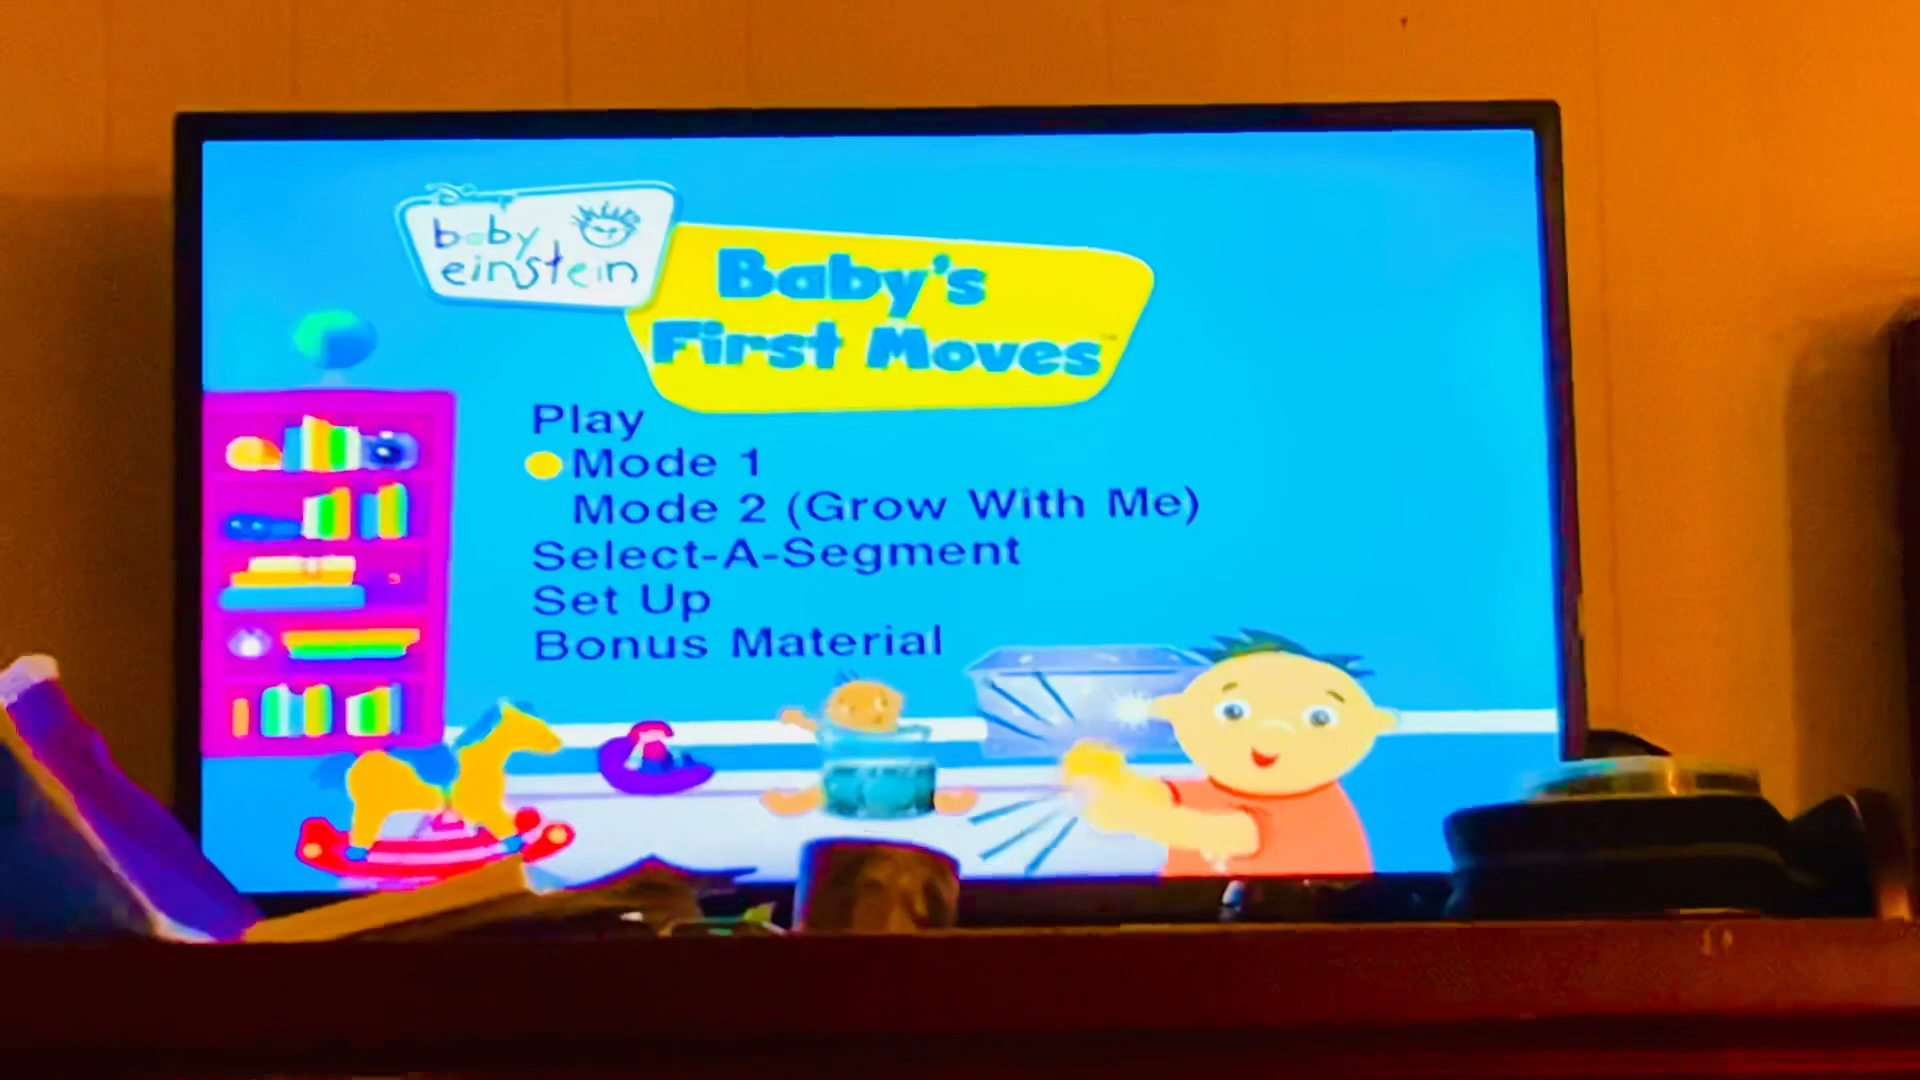 Disney
baby
einstein
Baby's
First Moves™
Play
Mode 1
Mode 2 (Grow With Me)
Select-A-Segment
Set Up
Bonus Material